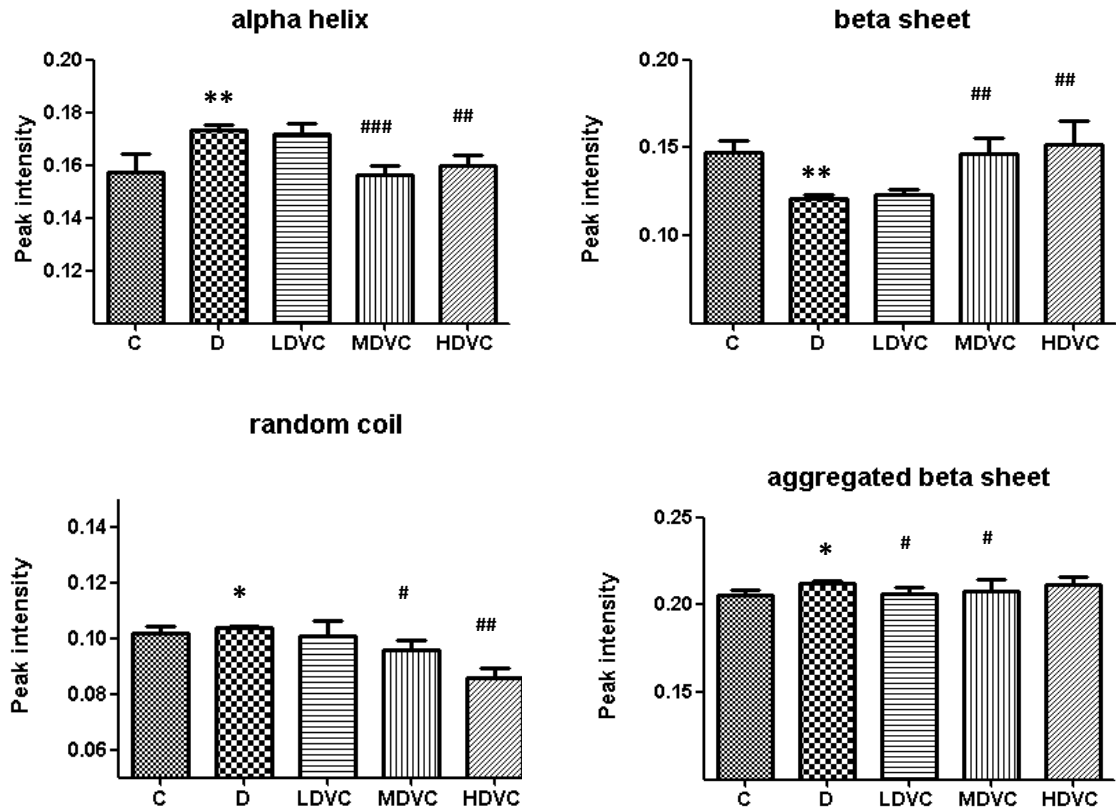 alpha helix
Peak intensity
0.20
0.18
0.16
0.14
0.12
**
###
##
C D LDVC MDVC HDVC
beta sheet
Peak intensity
0.20
0.15
0.10
**
##
##
C D LDVC MDVC HDVC
random coil
Peak intensity
0.14
0.12
0.10
0.08
0.06
*
#
##
C D LDVC MDVC HDVC
aggregated beta sheet
Peak intensity
0.25
0.20
0.15
*
#
#
C D LDVC MDVC HDVC